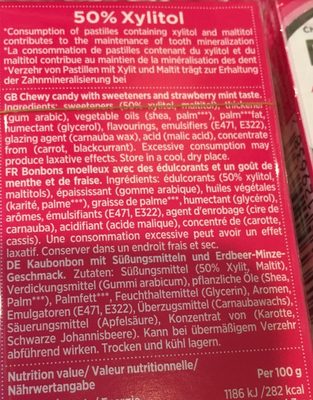 50% Xylitol
*Consumption of pastilles containing xylitol and maltitol
contributes to the maintenance of tooth mineralization
*La consommation de pastilles contenant du xylitol et du
maltitol contribue au maintien de la minéralisation des dent
*Verzehr von Pastillen mit Xylit und Maltit trägt zur Erhaltung
der Zahnmineralisierung bei
GB Chewy candy with sweeteners and strawberry mint taste.
Ingredients: sweeteners (50% xylitol, maltitol), thickener
(gum arabic), vegetable oils (shea, palm***), palm***fat,
humectant (glycerol), flavourings, emulsifiers (E471, E322),
glazing agent (carnauba wax), acid (malic acid), concentrate
from (carrot, blackcurrant). Excessive consumption may
produce laxative effects. Store in a cool, dry place.
FR Bonbons moelleux avec des édulcorants et un goût de
menthe et de fraise. Ingrédients: édulcorants (50% xylitol,
maltitols), épaississant (gomme arabique), huiles végétales
(karité, palme***), graisse de palme***, humectant (glycérol),
arômes, émulsifiants (E471, E322), agent d'enrobage (cire de
carnauba), acidifiant (acide malique), concentré de (carotte,
cassis). Une consommation excessive peut avoir un effet
laxatif. Conserver dans un endroit frais et sec.
DE Kaubonbon mit Süßungsmitteln und Erdbeer-Minze-
Geschmack. Zutaten: Süßungsmittel (50% Xylit, Maltit),
Verdickungsmittel (Gummi arabicum), pflanzliche Öle (Shea,
Palm***), Palmfett***, Feuchthaltemittel (Glycerin), Aromen,
Emulgatoren (E471, E322), Überzugsmittel (Carnaubawachs),
Säuerungsmittel (Apfelsäure), Konzentrat von (Karotte,
Schwarze Johannisbeere). Kann bei übermäßigem Verzehr
abführend wirken. Trocken und kühl lagern.
Nutrition value/ Valeur nutritionnelle/
Nährwertangabe
Per 100 g
1186 kJ /282 kcal